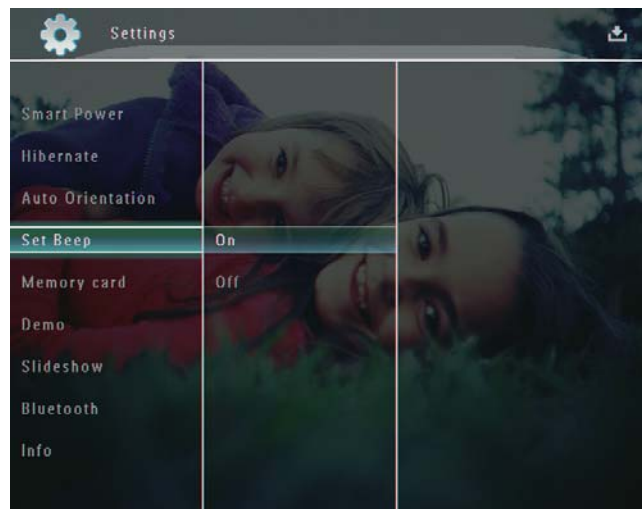 Settings
Smart Power
Hibernate
Auto Orientation
Set Beep
On
Memory card
Off
Demo
Slideshow
Bluetooth
Info